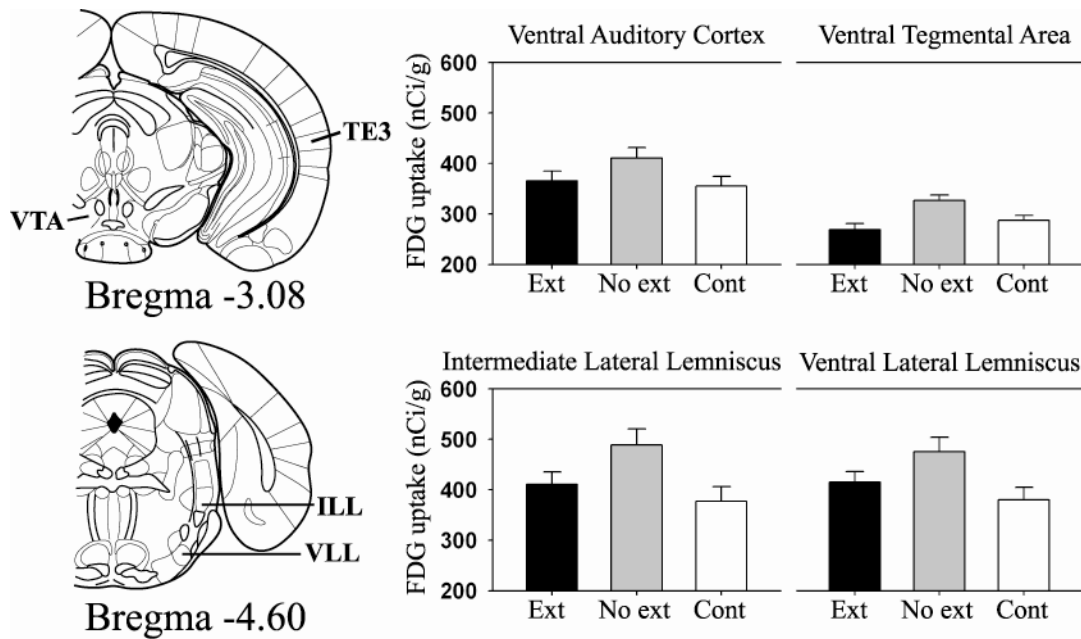 TE3
VTA
Bregma -3.08
Ventral Auditory Cortex
Ventral Tegmental Area
FDG uptake (nCi/g)
600
500
400
300
200
Ext No ext Cont
Ext No ext Cont
ILL
VLL
Bregma -4.60
Intermediate Lateral Lemniscus
Ventral Lateral Lemniscus
FDG uptake (nCi/g)
600
500
400
300
200
Ext No ext Cont
Ext No ext Cont